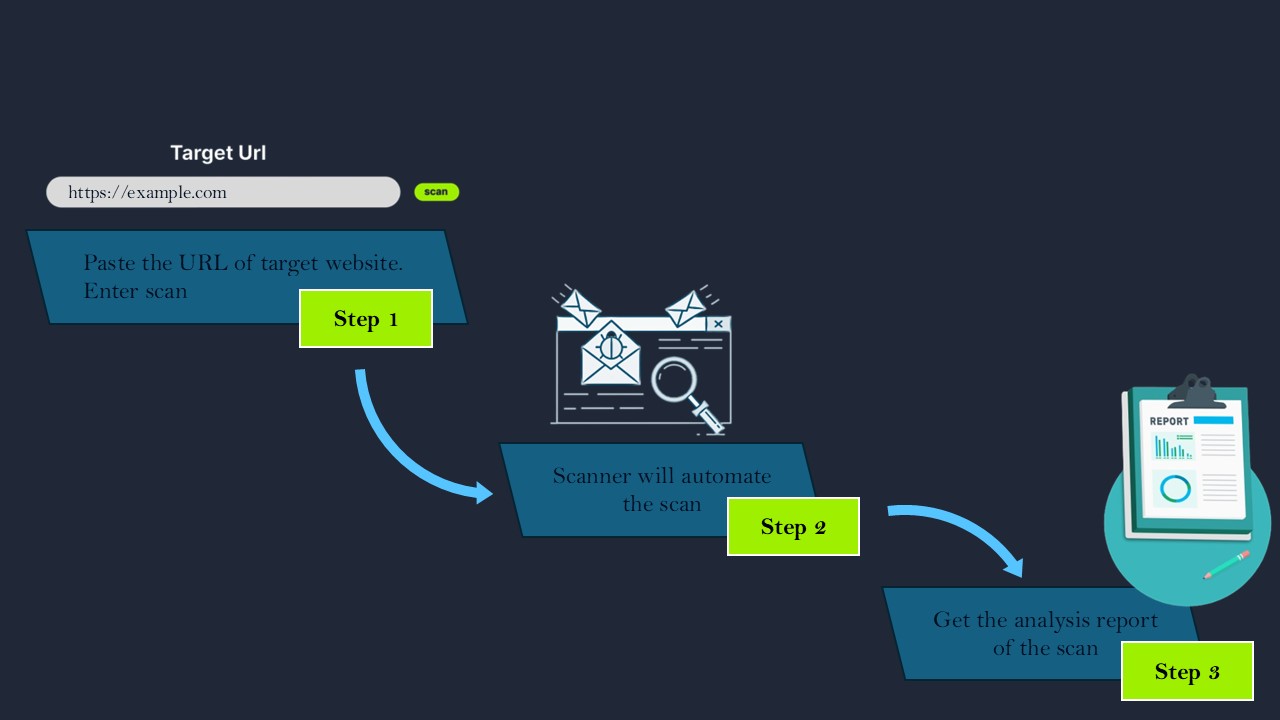 Target Url
https://example.com
scan
Paste the URL of target website.
Enter scan
Step 1
Scanner will automate
the scan
Step 2
REPORT
Get the analysis report
of the scan
Step 3